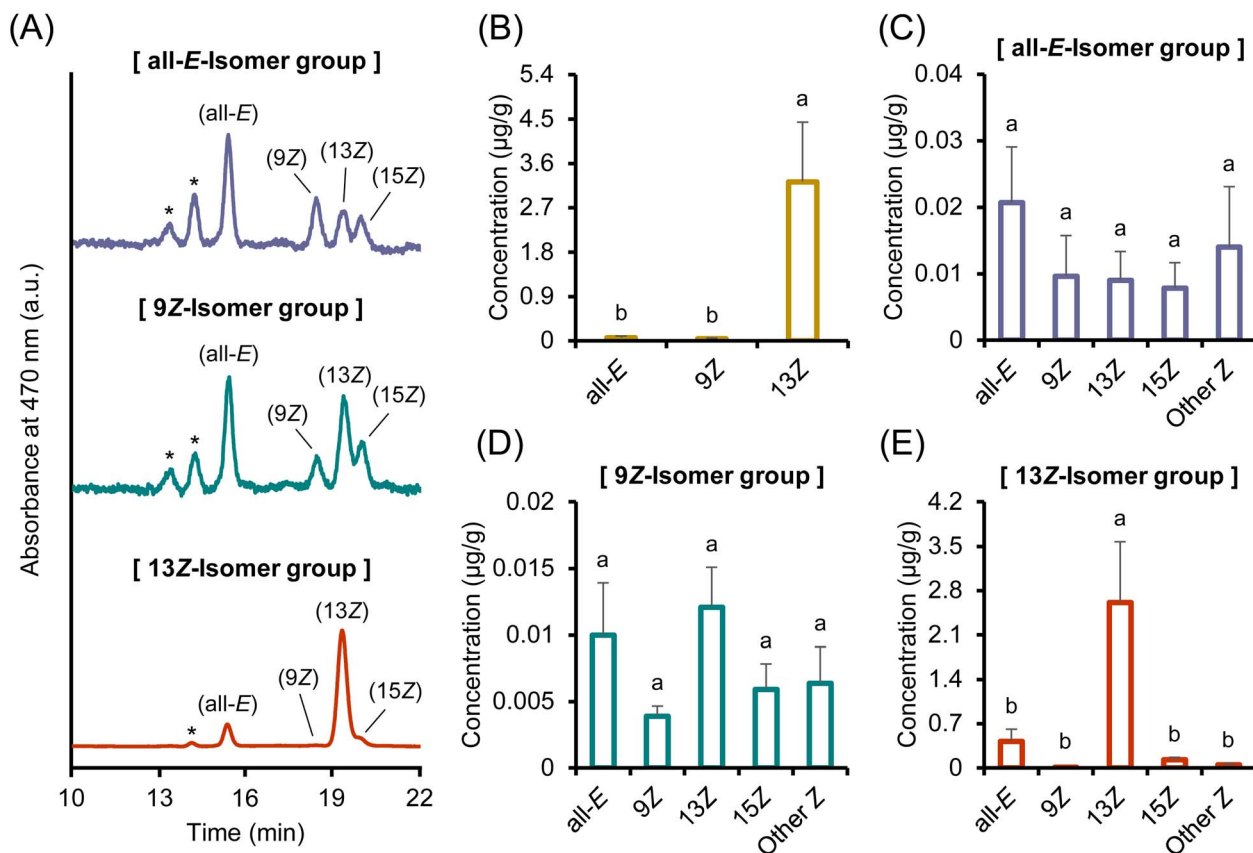 (A)
[ all-E-Isomer group ]
(all-E)
(9Z)
(13Z)
(15Z)
*
*
[ 9Z-Isomer group ]
(all-E)
(9Z)
(13Z)
(15Z)
*
*
[ 13Z-Isomer group ]
(13Z)
(all-E)
(9Z)
(15Z)
*
Absorbance at 470 nm (a.u.)
10 13 16 19 22
Time (min)
(B)
Concentration (µg/g)
5.4
4.5
3.6
2.7
1.8
0.9
0
b b a
all-E 9Z 13Z
(C)
[ all-E-Isomer group ]
Concentration (µg/g)
0.04
0.03
0.02
0.01
0
a a a a a
all-E 9Z 13Z 15Z Other Z
(D)
[ 9Z-Isomer group ]
Concentration (µg/g)
0.02
0.015
0.01
0.005
0
a a a a a
all-E 9Z 13Z 15Z Other Z
(E)
[ 13Z-Isomer group ]
Concentration (µg/g)
4.2
3.5
2.8
2.1
1.4
0.7
0
b b a b b
all-E 9Z 13Z 15Z Other Z